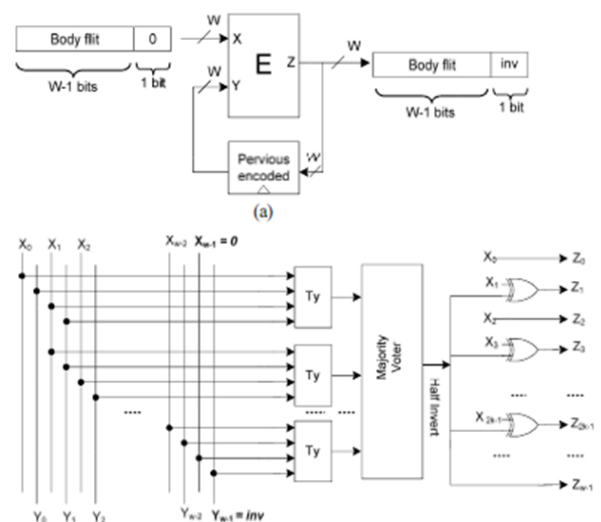 Body flit 0
W
X
E
Z
W
Body flit inv
W
Y
W-1 bits
1 bit
W-1 bits
1 bit
Pervious encoded
W
(a)
X0 X1 X2 Xw-2 Xw-1 = 0
Ty
Ty
Ty
Majority Voter
Half Invert
X0 Z0
X1 Z1
X2 Z2
X3 Z3
X2k-1 Z2k-1
Zw-1
Y0 Y1 Y2 Yw-2 Yw-1 = inv